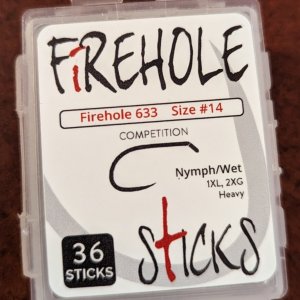 FiREHOLE
Firehole 633 Size #14
COMPETITION
Nymph/Wet
1XL, 2XG
Heavy
36
STICKS
StICKS